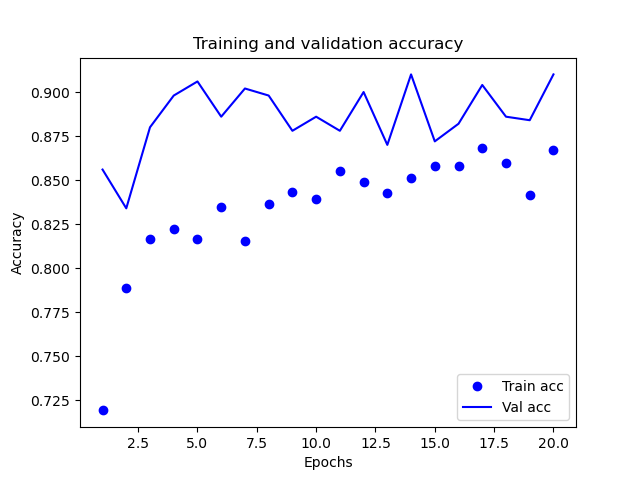 Training and validation accuracy
Accuracy
0.900
0.875
0.850
0.825
0.800
0.775
0.750
0.725
Train acc
Val acc
2.5 5.0 7.5 10.0 12.5 15.0 17.5 20.0
Epochs